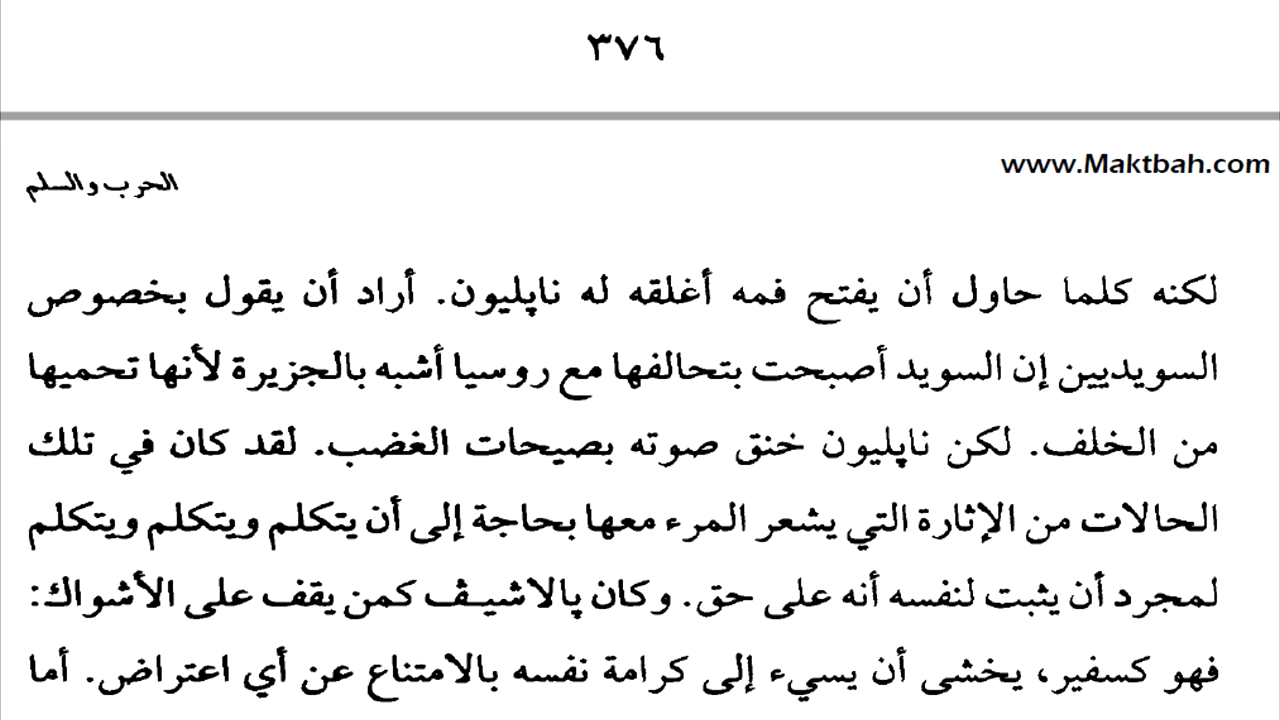 ٣٧٦
www.Maktbah.com
الحرب والسلم
لكنه كلما حاول أن يفتح فمه أغلقه له ناپليون. أراد أن يقول بخصوص
السويديين إن السويد أصبحت بتحالفها مع روسيا أشبه بالجزيرة لأنها تحميها
من الخلف. لكن ناپليون خنق صوته بصيحات الغضب. لقد كان في تلك
الحالات من الإثارة التي يشعر المرء معها بحاجة إلى أن يتكلم ويتكلم ويتكلم
لمجرد أن يثبت لنفسه أنه على حق. وكان پالاشيـڤ كمن يقف على الأشواك:
فهو كسفير، يخشى أن يسيء إلى كرامة نفسه بالامتناع عن أي اعتراض. أما